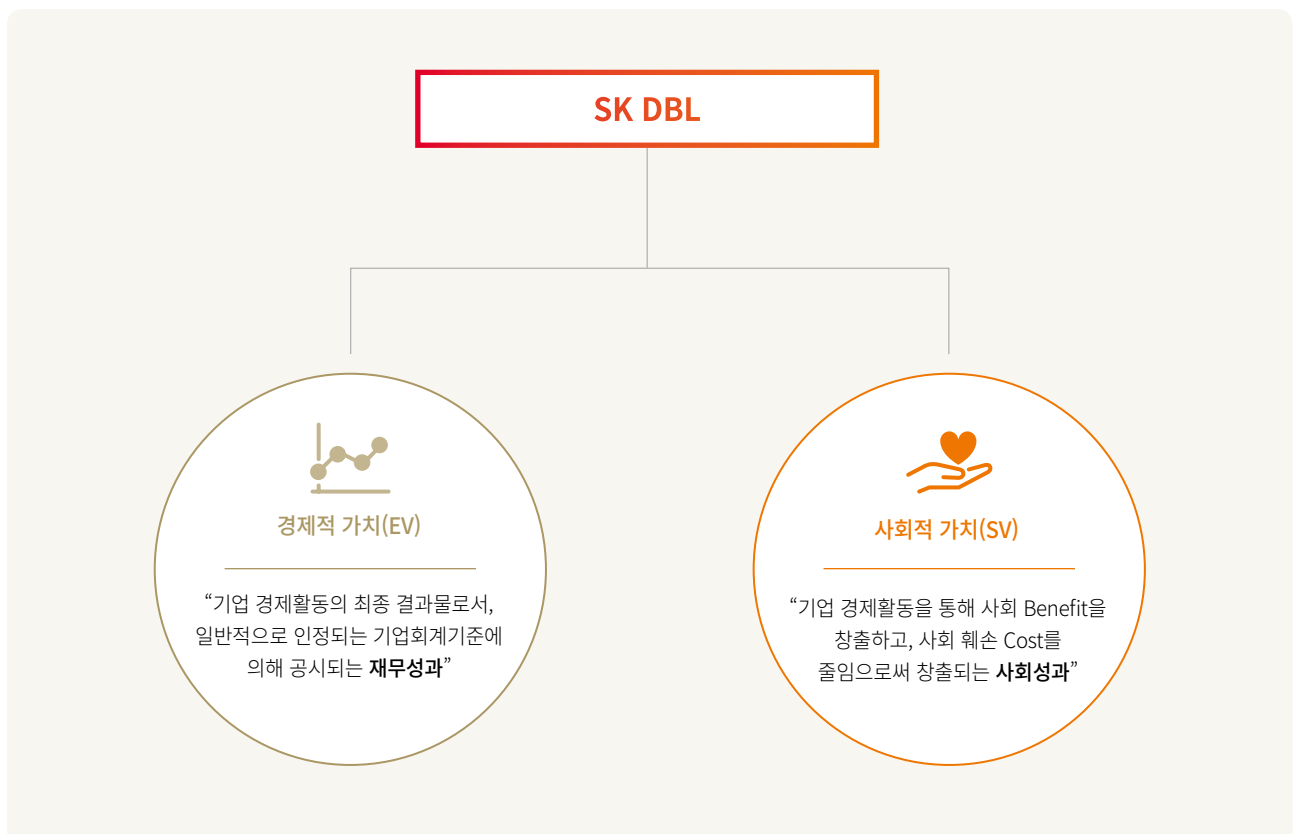 SK DBL
경제적 가치(EV)
“기업 경제활동의 최종 결과물로서,
일반적으로 인정되는 기업회계기준에
의해 공시되는 재무성과”
사회적 가치(SV)
“기업 경제활동을 통해 사회 Benefit을
창출하고, 사회 훼손 Cost를
줄임으로써 창출되는 사회성과”